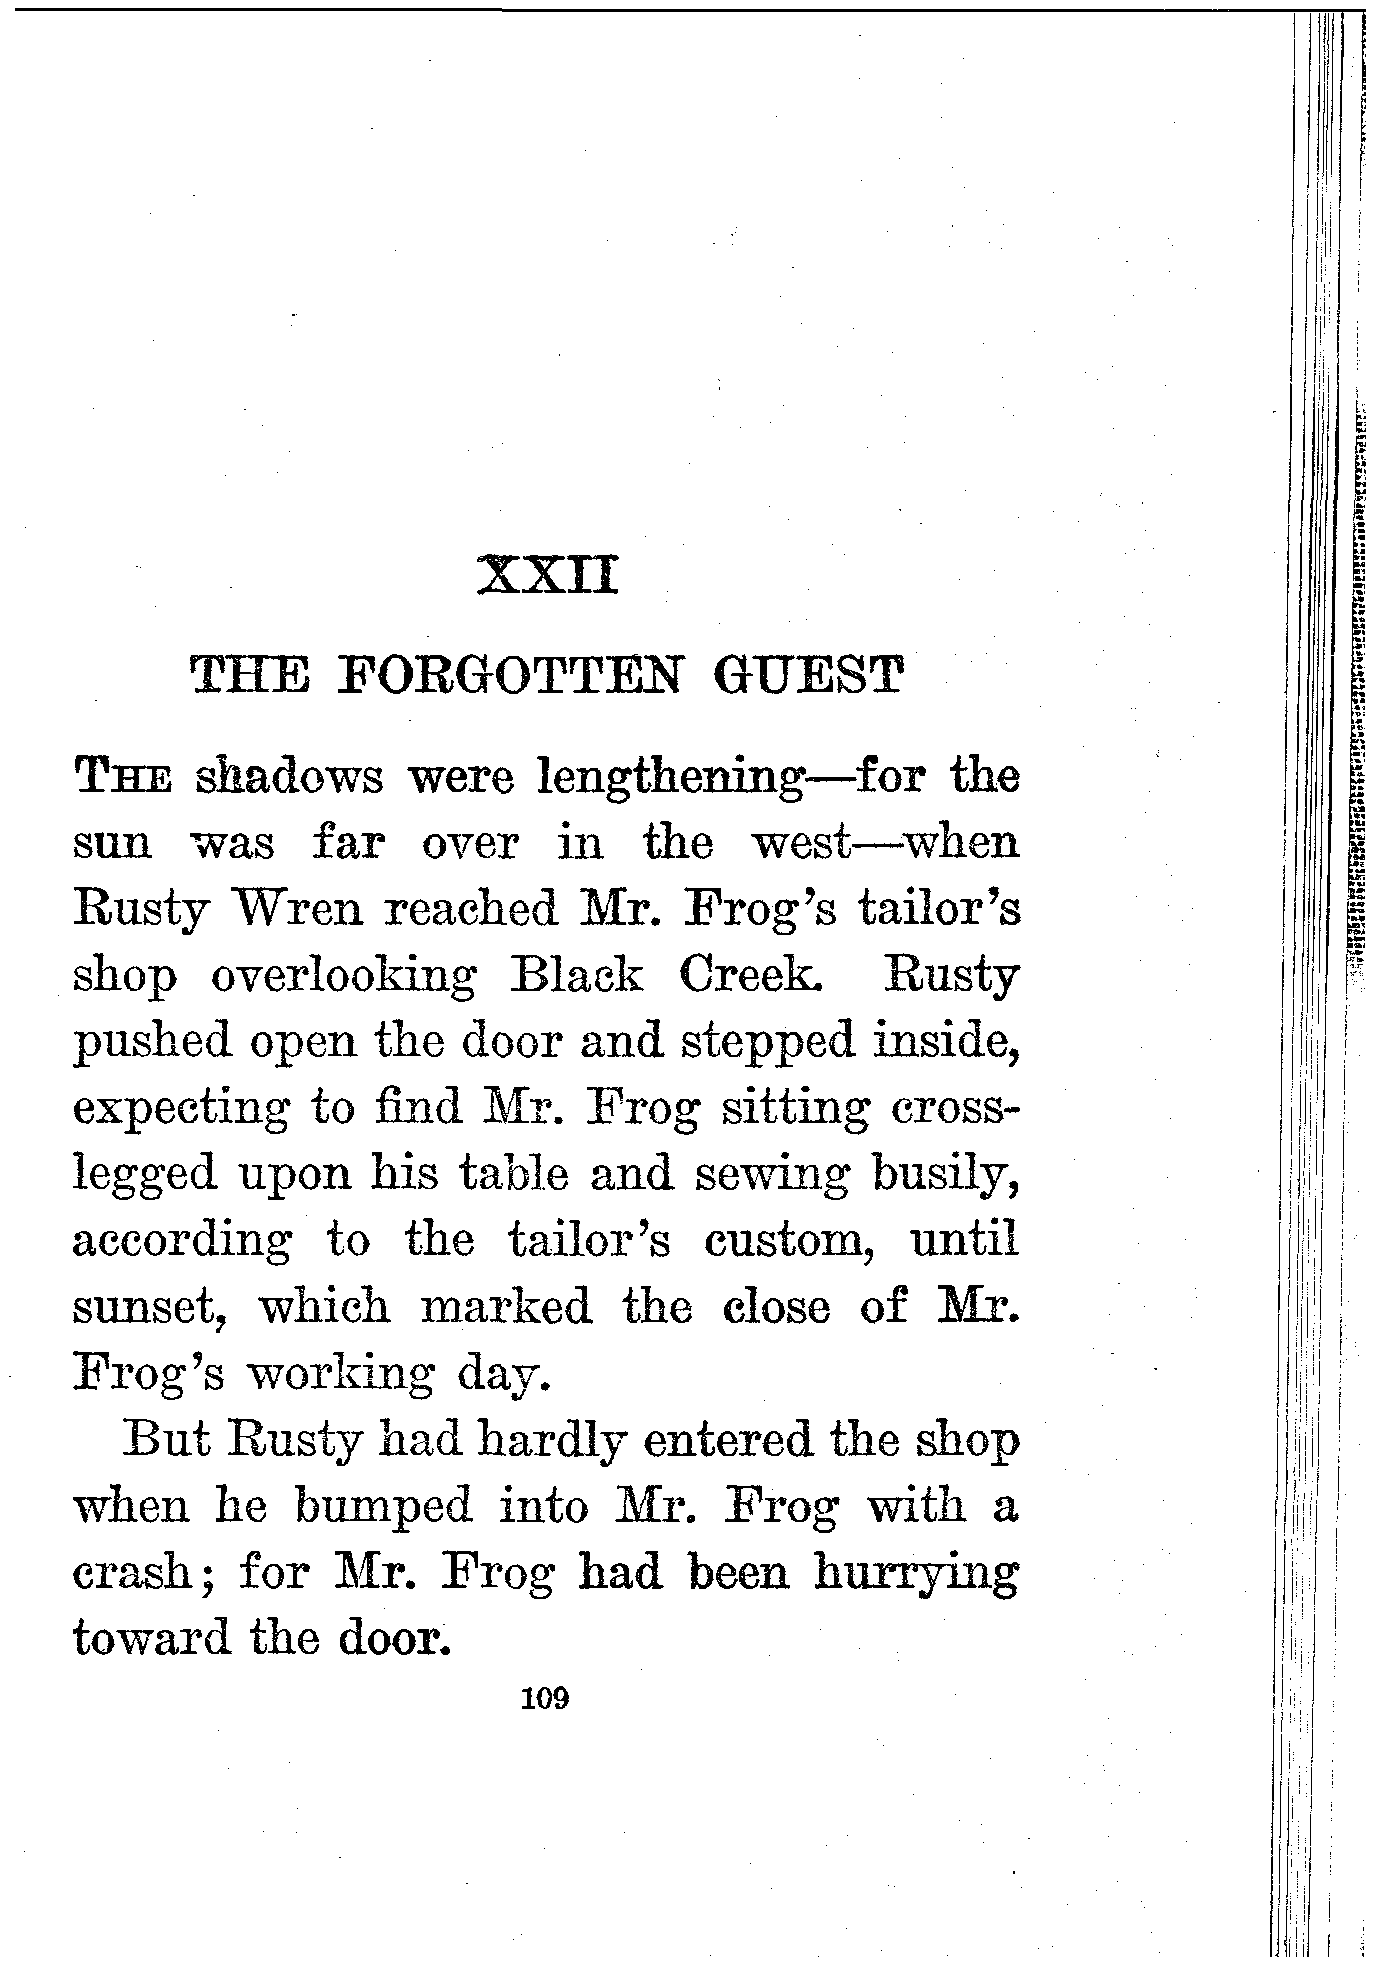 XXII
THE FORGOTTEN GUEST
THE shadows were lengthening—for the
sun was far over in the west—when
Rusty Wren reached Mr. Frog's tailor's
shop overlooking Black Creek. Rusty
pushed open the door and stepped inside,
expecting to find Mr. Frog sitting cross-
legged upon his table and sewing busily,
according to the tailor's custom, until
sunset, which marked the close of Mr.
Frog's working day.
But Rusty had hardly entered the shop
when he bumped into Mr. Frog with a
crash; for Mr. Frog had been hurrying
toward the door.
109